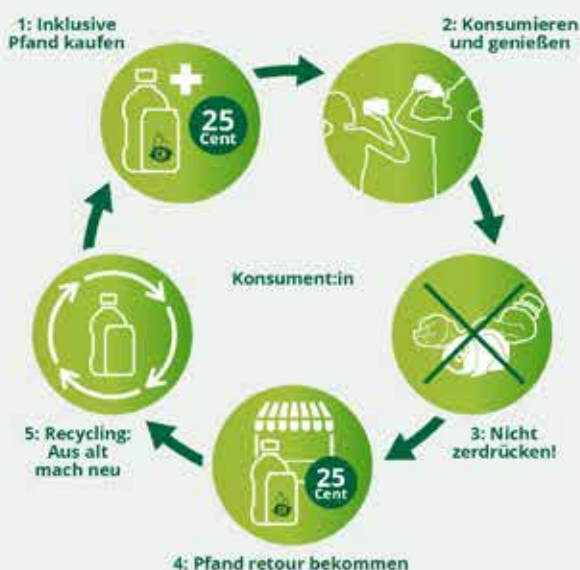 1: Inklusive
Pfand kaufen
25
Cent
2: Konsumieren
und genießen
Konsument:in
3: Nicht
zerdrücken!
25
Cent
4: Pfand retour bekommen
5: Recycling:
Aus alt
mach neu